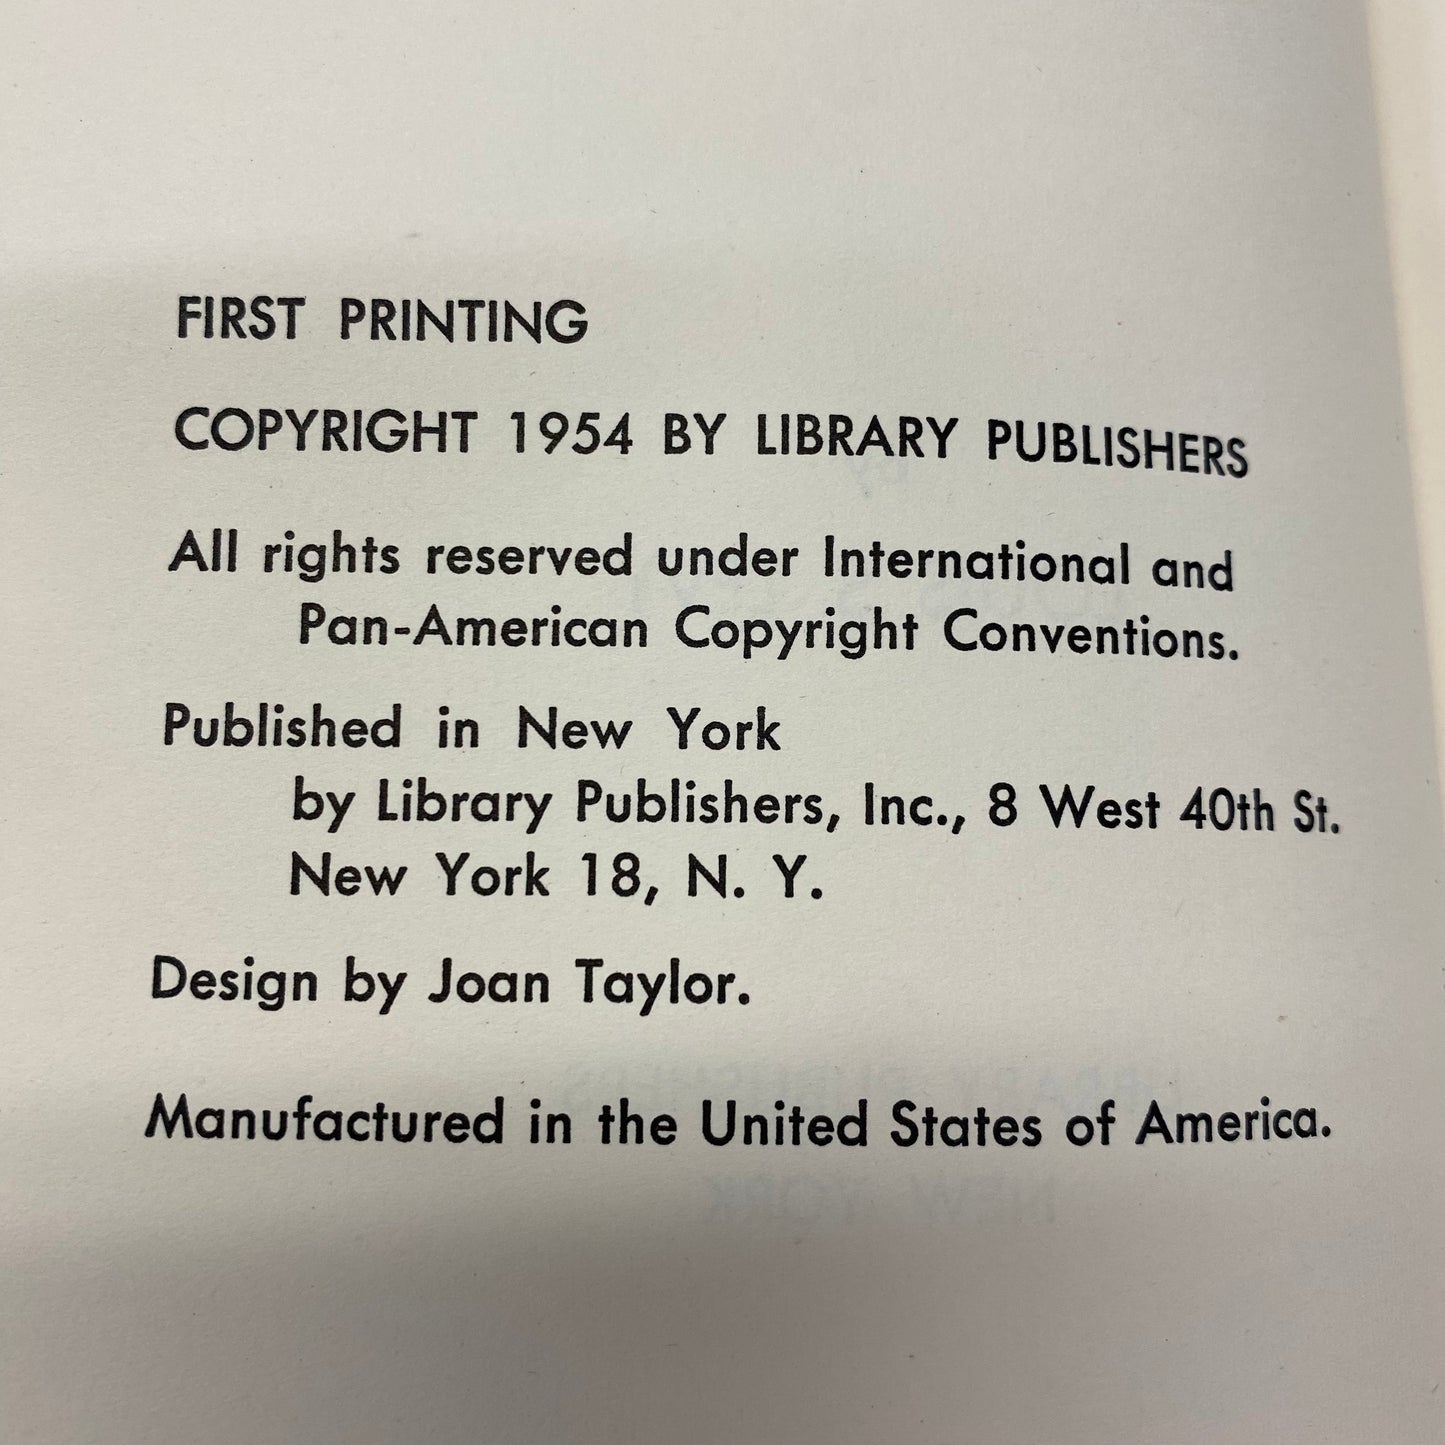 FIRST PRINTING
COPYRIGHT 1954 BY LIBRARY PUBLISHERS
All rights reserved under International and
Pan-American Copyright Conventions.
Published in New York
by Library Publishers, Inc., 8 West 40th St.
New York 18, N. Y.
Design by Joan Taylor.
Manufactured in the United States of America.
NEW YORK